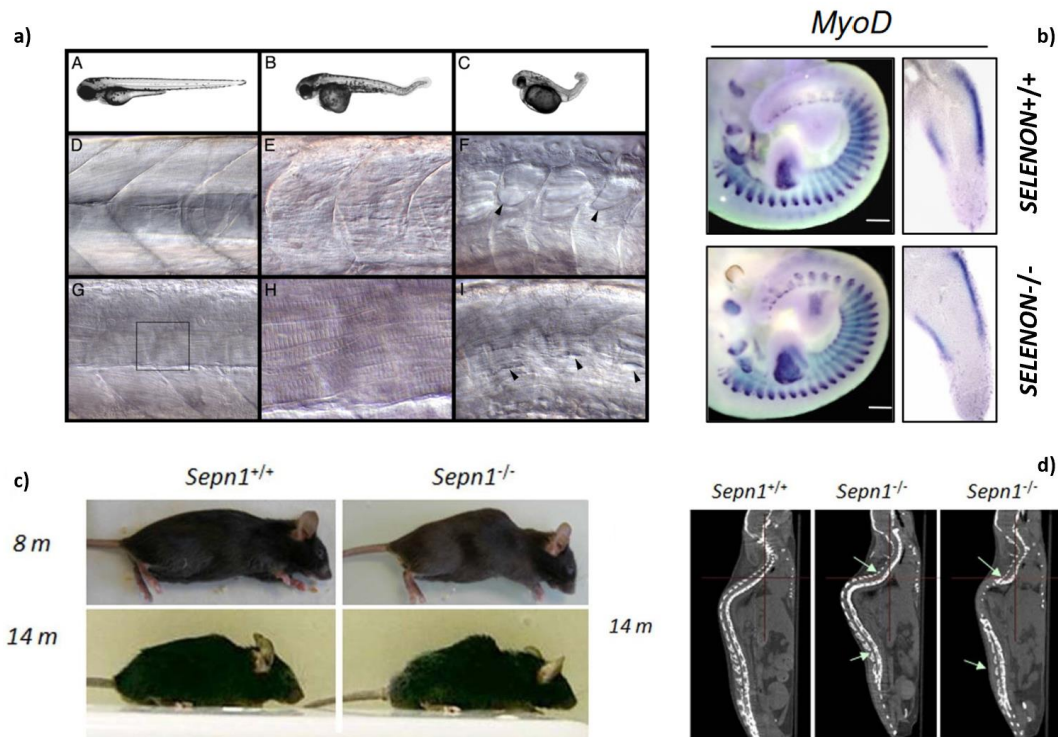 a)
A
B
C
D
E
F
G
H
I
MyoD
b)
SELENON+/+
SELENON-/-
c)
Sepn1+/+
Sepn1-/-
8 m
14 m
d)
Sepn1+/+
Sepn1-/-
Sepn1-/-
14 m